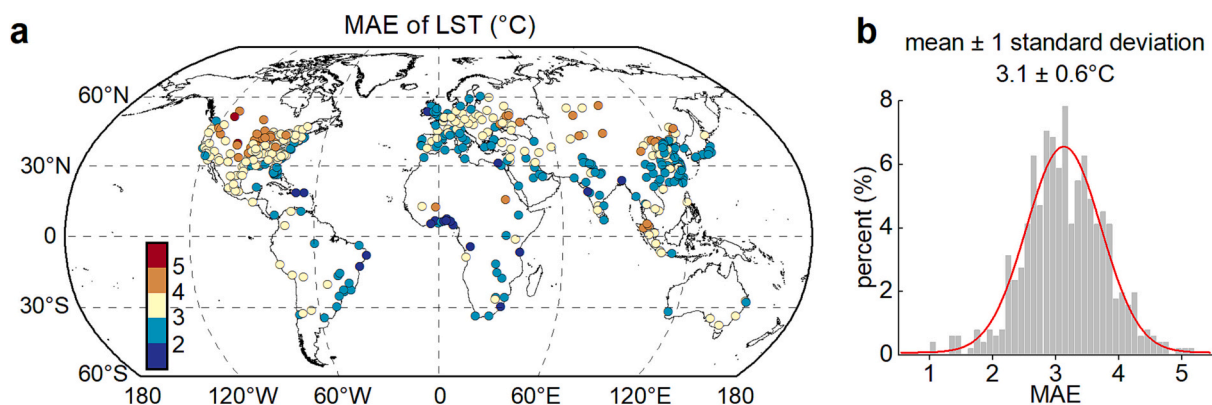 a
MAE of LST (°C)
60°N
30°N
0
30°S
60°S
5
4
3
2
180 120°W 60°W 0 60°E 120°E 180
b
mean ± 1 standard deviation
3.1 ± 0.6°C
percent (%)
8
6
4
2
0
1 2 3 4 5
MAE